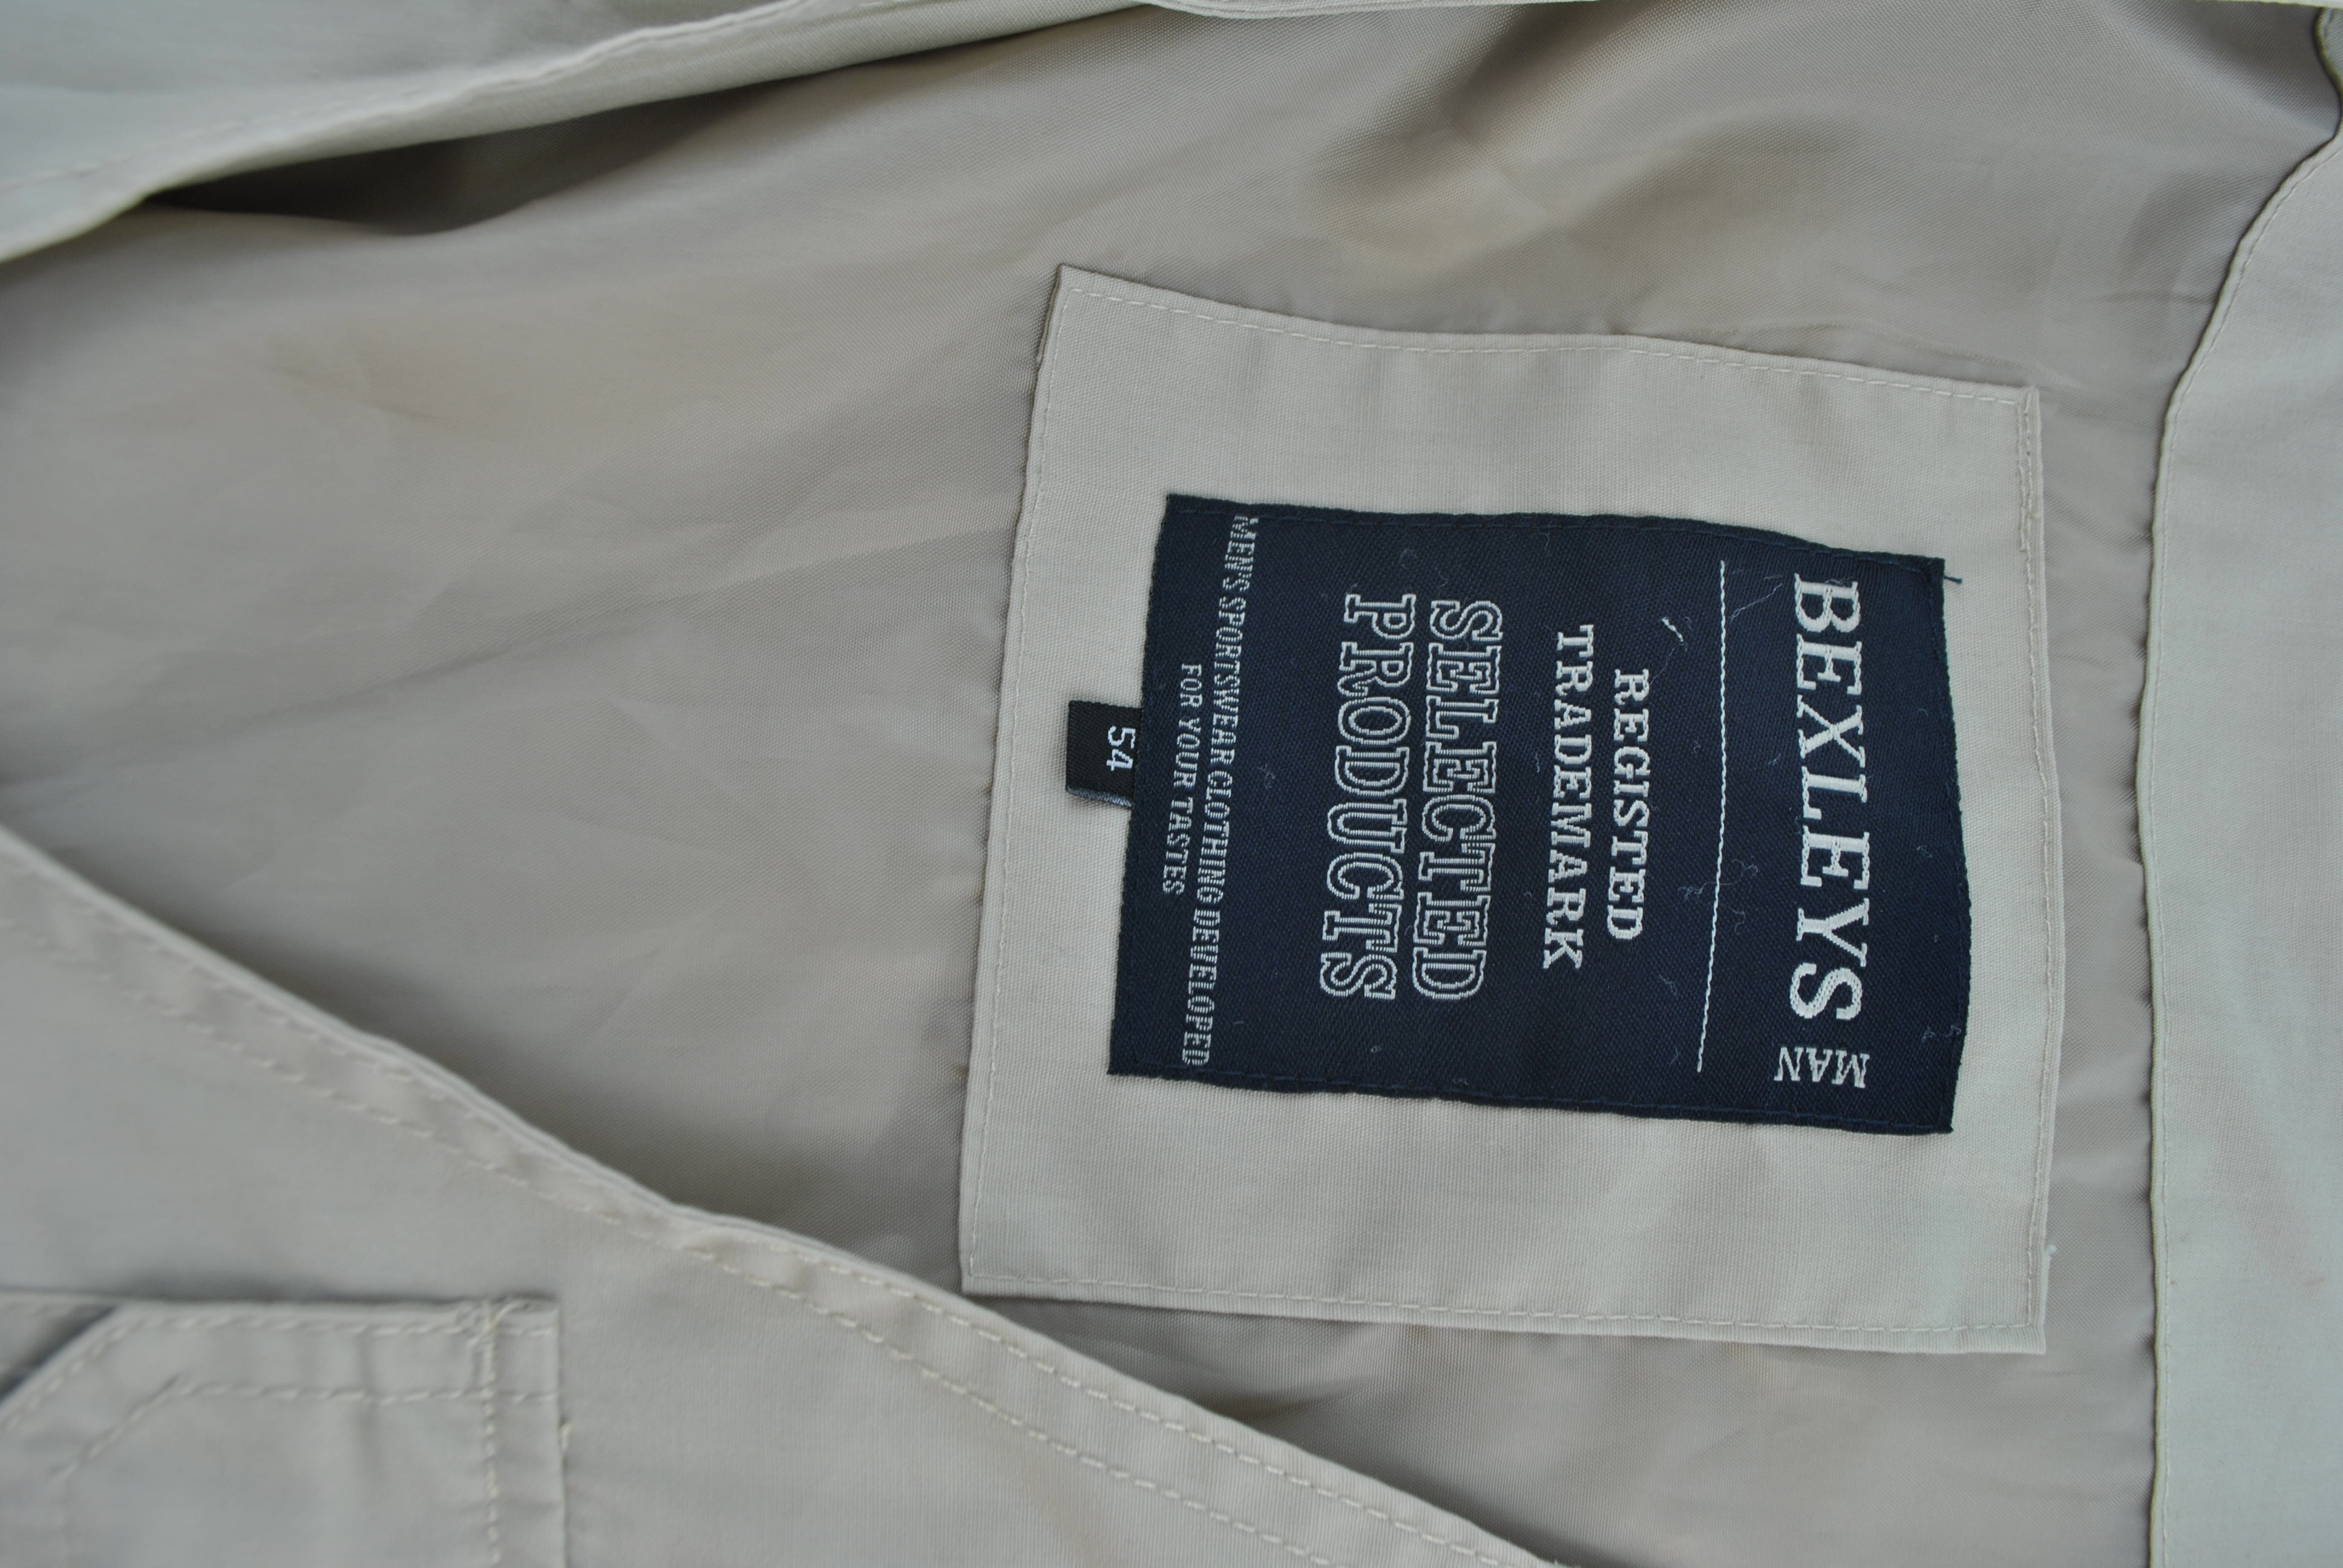 BEXLEYS MAN
REGISTED
TRADEMARK
SELECTED
PRODUCTS
MEN'S SPORTSWEAR CLOTHING DEVELOPED
FOR YOUR TASTES
54